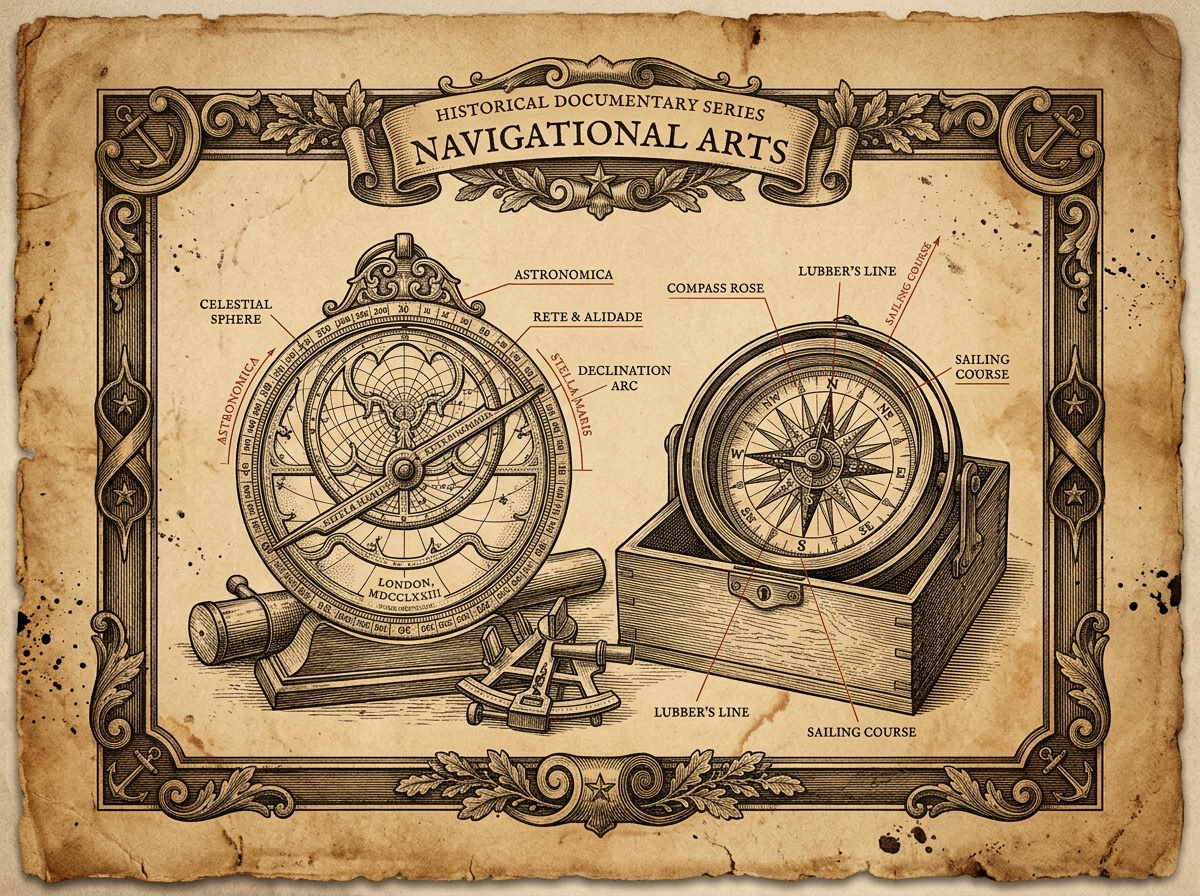 HISTORICAL DOCUMENTARY SERIES
NAVIGATIONAL ARTS
ASTRONOMICA
CELESTIAL
SPHERE
RETE & ALIDADE
ASTRONOMICA
STELLA MARIS
DECLINATION
ARC
LONDON,
MDCCLXXIII
LUBBER'S LINE
COMPASS ROSE
SAILING COURSE
SAILING
COURSE
N
NE
E
SE
S
W
N
LUBBER'S LINE
SAILING COURSE